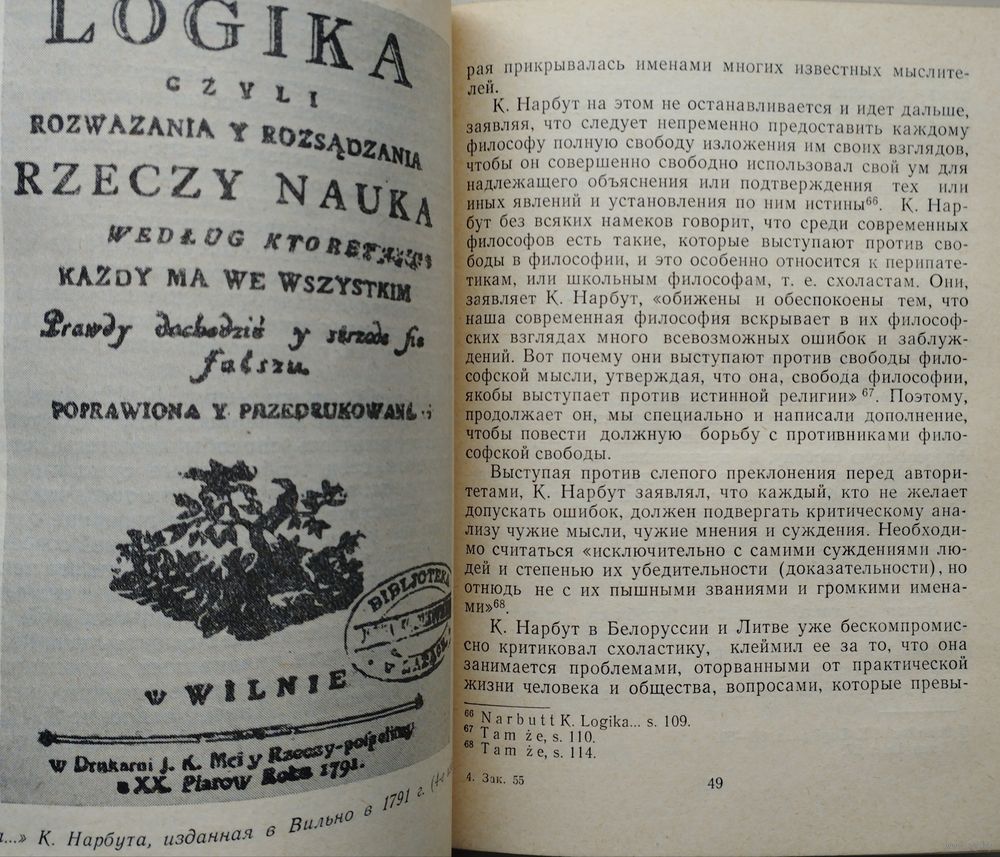 LOGIKA
CZYLI
ROZWAZANIA Y ROZSĄDZANIA
RZECZY NAUKA
WEDŁUG
KAZDY MA WE WSZYSTKIM
Prawdy dochodzić y strzedz się
fałszu.
POPRAWIONA Y PRZEDRUKOWANA
BIBLJOTEKA
w WILNIE
w Drukarni J. K. Mci y Rzeczy-pospolitey
u XX. Piarow Roku 1791.
К. Нарбута, изданная в Вильно в 1791 г.
рая прикрывалась именами многих известных мыслите-
лей.
К. Нарбут на этом не останавливается и идет дальше,
заявляя, что следует непременно предоставить каждому
философу полную свободу изложения им своих взглядов,
чтобы он совершенно свободно использовал свой ум для
надлежащего объяснения или подтверждения тех или
иных явлений и установления по ним истины⁶⁶. К. Нар-
бут без всяких намеков говорит, что среди современных
философов есть такие, которые выступают против сво-
боды в философии, и это особенно относится к перипате-
тикам, или школьным философам, т. е. схоластам. Они,
заявляет К. Нарбут, «обижены и обеспокоены тем, что
наша современная философия вскрывает в их философ-
ских взглядах много всевозможных ошибок и заблуж-
дений. Вот почему они выступают против свободы фило-
софской мысли, утверждая, что она, свобода философии,
якобы выступает против истинной религии»⁶⁷. Поэтому,
продолжает он, мы специально и написали дополнение,
чтобы повести должную борьбу с противниками фило-
софской свободы.
Выступая против слепого преклонения перед автори-
тетами, К. Нарбут заявлял, что каждый, кто не желает
допускать ошибок, должен подвергать критическому ана-
лизу чужие мысли, чужие мнения и суждения. Необходи-
мо считаться «исключительно с самими суждениями лю-
дей и степенью их убедительности (доказательности), но
отнюдь не с их пышными званиями и громкими имена-
ми»⁶⁸.
К. Нарбут в Белоруссии и Литве уже бескомпромис-
сно критиковал схоластику, клеймил ее за то, что она
занимается проблемами, оторванными от практической
жизни человека и общества, вопросами, которые превы-
⁶⁶ Narbutt K. Logika... s. 109.
⁶⁷ Tam że, s. 110.
⁶⁸ Tam że, s. 114.
4. Зак. 55
49